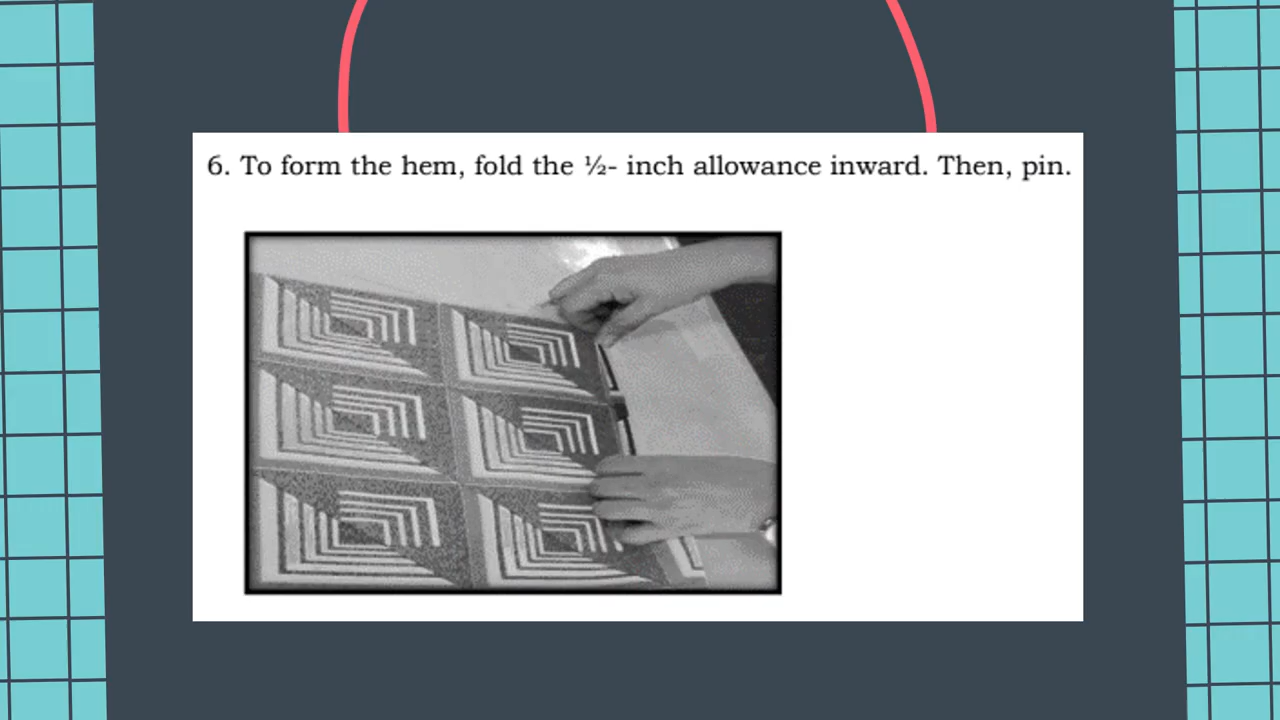 6. To form the hem, fold the ½- inch allowance inward. Then, pin.